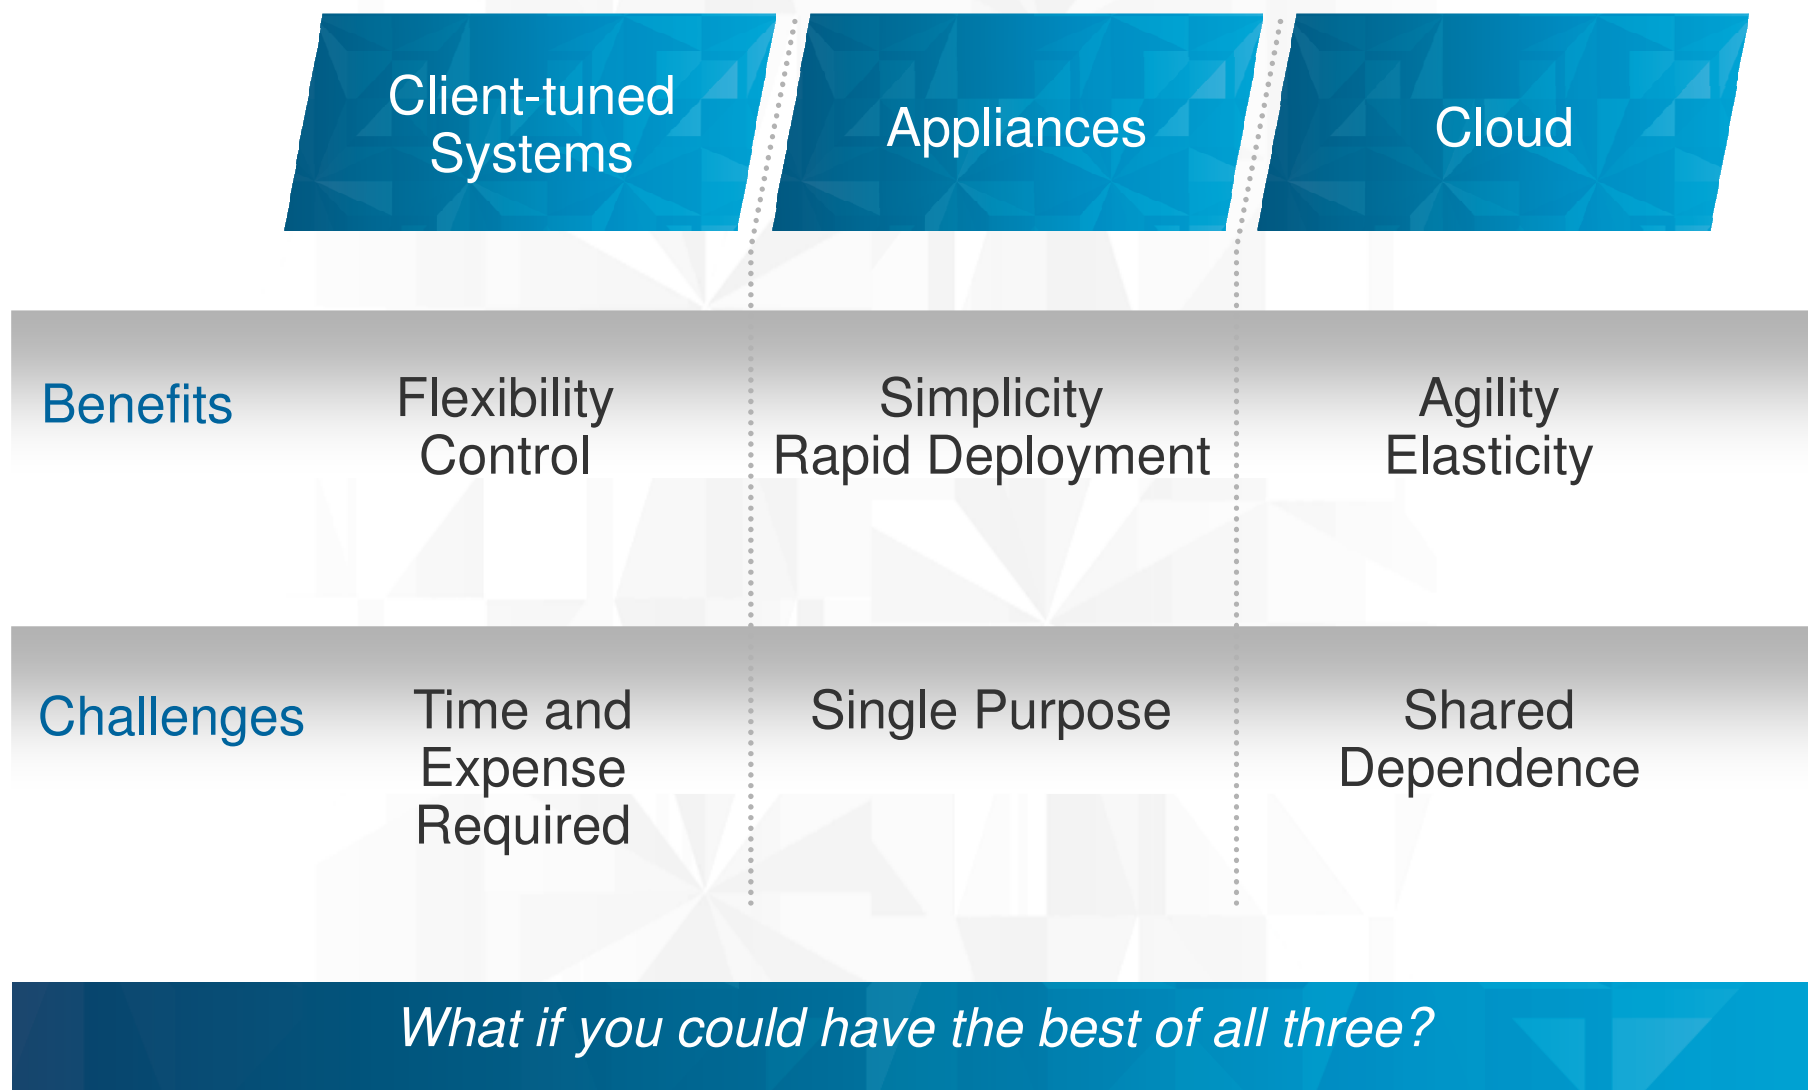 Client-tuned
Systems
Appliances
Cloud
Benefits
Flexibility
Control
Simplicity
Rapid Deployment
Agility
Elasticity
Challenges
Time and
Expense
Required
Single Purpose
Shared
Dependence
What if you could have the best of all three?